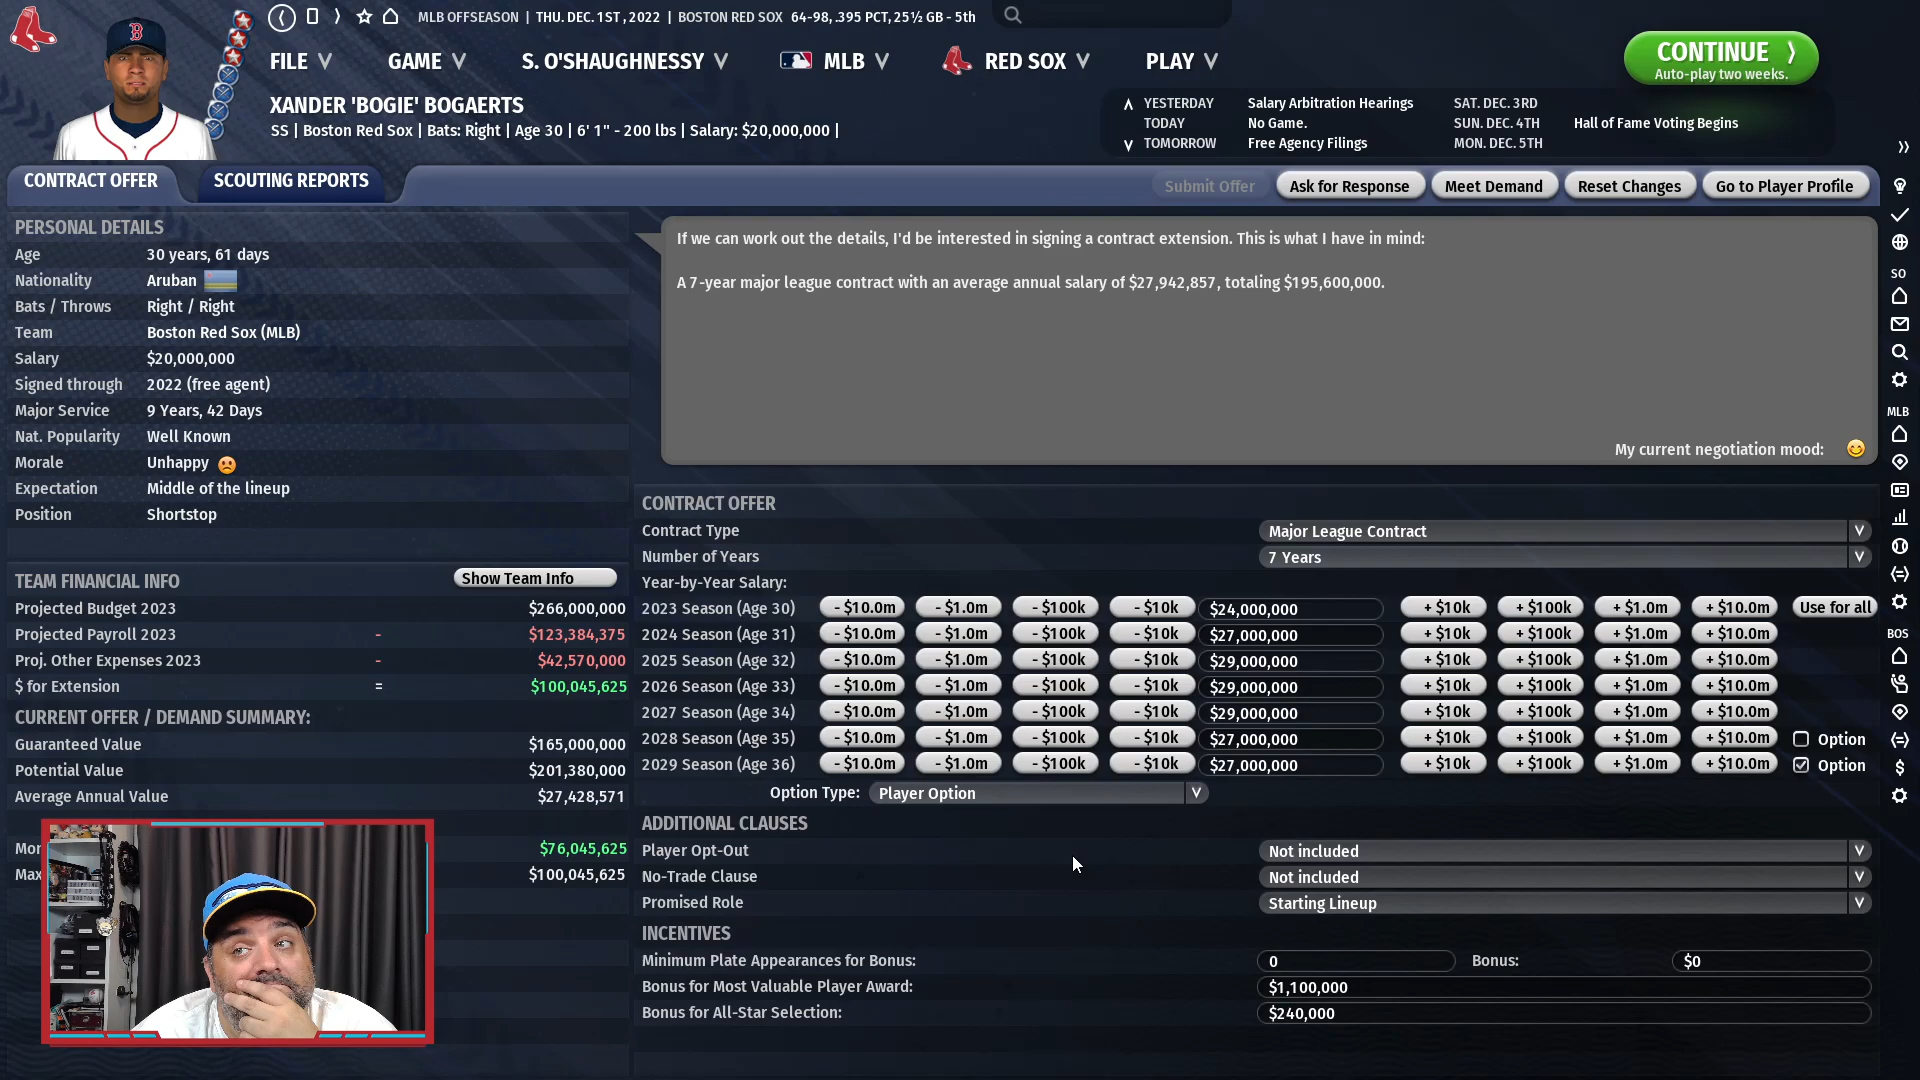 MLB OFFSEASON | THU. DEC. 1ST , 2022 | BOSTON RED SOX 64-98, .395 PCT, 25½ GB - 5th
FILE GAME S. O'SHAUGHNESSY MLB RED SOX PLAY
CONTINUE
Auto-play two weeks.
XANDER 'BOGIE' BOGAERTS
SS | Boston Red Sox | Bats: Right | Age 30 | 6' 1" - 200 lbs | Salary: $20,000,000 |
YESTERDAY Salary Arbitration Hearings SAT. DEC. 3RD
TODAY No Game. SUN. DEC. 4TH Hall of Fame Voting Begins
TOMORROW Free Agency Filings MON. DEC. 5TH
CONTRACT OFFER SCOUTING REPORTS
Submit Offer Ask for Response Meet Demand Reset Changes Go to Player Profile
PERSONAL DETAILS
Age 30 years, 61 days
Nationality Aruban
Bats / Throws Right / Right
Team Boston Red Sox (MLB)
Salary $20,000,000
Signed through 2022 (free agent)
Major Service 9 Years, 42 Days
Nat. Popularity Well Known
Morale Unhappy
Expectation Middle of the lineup
Position Shortstop
If we can work out the details, I'd be interested in signing a contract extension. This is what I have in mind:
A 7-year major league contract with an average annual salary of $27,942,857, totaling $195,600,000.
My current negotiation mood:
TEAM FINANCIAL INFO Show Team Info
Projected Budget 2023 $266,000,000
Projected Payroll 2023 - $123,384,375
Proj. Other Expenses 2023 - $42,570,000
$ for Extension = $100,045,625
CURRENT OFFER / DEMAND SUMMARY:
Guaranteed Value $165,000,000
Potential Value $201,380,000
Average Annual Value $27,428,571
Mon $76,045,625
Max $100,045,625
CONTRACT OFFER
Contract Type Major League Contract
Number of Years 7 Years
Year-by-Year Salary:
2023 Season (Age 30) - $10.0m - $1.0m - $100k - $10k $24,000,000 + $10k + $100k + $1.0m + $10.0m Use for all
2024 Season (Age 31) - $10.0m - $1.0m - $100k - $10k $27,000,000 + $10k + $100k + $1.0m + $10.0m
2025 Season (Age 32) - $10.0m - $1.0m - $100k - $10k $29,000,000 + $10k + $100k + $1.0m + $10.0m
2026 Season (Age 33) - $10.0m - $1.0m - $100k - $10k $29,000,000 + $10k + $100k + $1.0m + $10.0m
2027 Season (Age 34) - $10.0m - $1.0m - $100k - $10k $29,000,000 + $10k + $100k + $1.0m + $10.0m
2028 Season (Age 35) - $10.0m - $1.0m - $100k - $10k $27,000,000 + $10k + $100k + $1.0m + $10.0m Option
2029 Season (Age 36) - $10.0m - $1.0m - $100k - $10k $27,000,000 + $10k + $100k + $1.0m + $10.0m Option
Option Type: Player Option
ADDITIONAL CLAUSES
Player Opt-Out Not included
No-Trade Clause Not included
Promised Role Starting Lineup
INCENTIVES
Minimum Plate Appearances for Bonus: 0 Bonus: $0
Bonus for Most Valuable Player Award: $1,100,000
Bonus for All-Star Selection: $240,000
SO
MLB
BOS